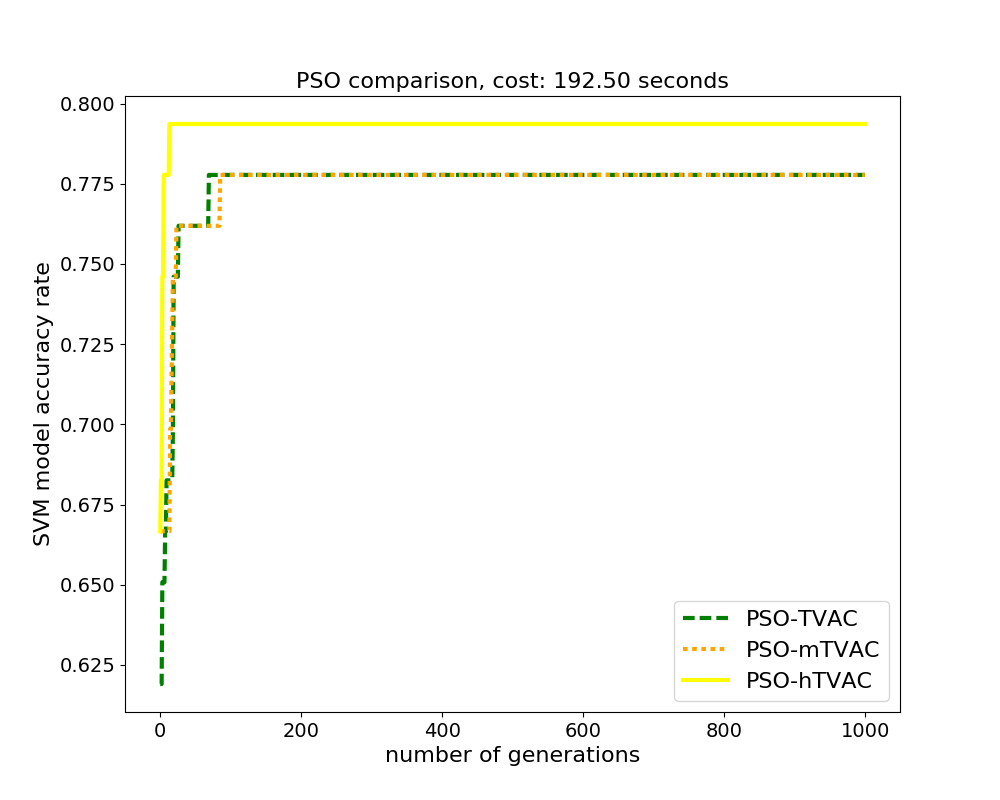 PSO comparison, cost: 192.50 seconds
0.800
0.775
0.750
0.725
0.700
0.675
0.650
0.625
SVM model accuracy rate
PSO-TVAC
PSO-mTVAC
PSO-hTVAC
0 200 400 600 800 1000
number of generations